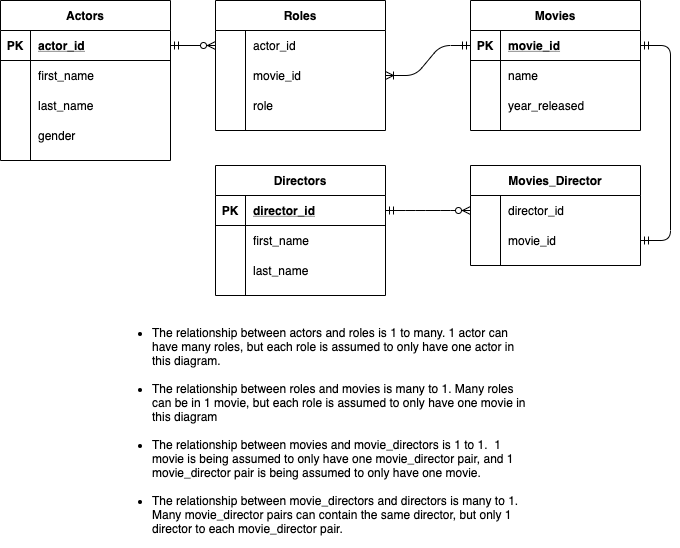 Actors
PK actor_id
first_name
last_name
gender
Roles
actor_id
movie_id
role
Movies
PK movie_id
name
year_released
Directors
PK director_id
first_name
last_name
Movies_Director
director_id
movie_id
• The relationship between actors and roles is 1 to many. 1 actor can
have many roles, but each role is assumed to only have one actor in
this diagram.
• The relationship between roles and movies is many to 1. Many roles
can be in 1 movie, but each role is assumed to only have one movie in
this diagram
• The relationship between movies and movie_directors is 1 to 1.  1
movie is being assumed to only have one movie_director pair, and 1
movie_director pair is being assumed to only have one movie.
• The relationship between movie_directors and directors is many to 1.
Many movie_director pairs can contain the same director, but only 1
director to each movie_director pair.